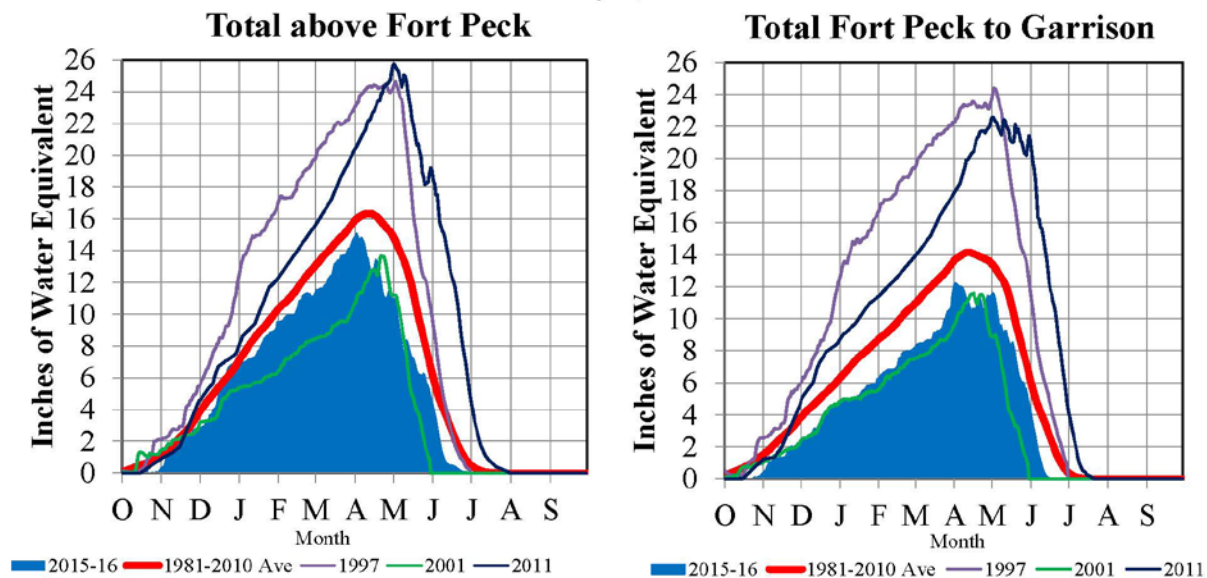 Total above Fort Peck
Inches of Water Equivalent
26
24
22
20
18
16
14
12
10
8
6
4
2
0
O N D J F M A M J J A S
Month
2015-16 1981-2010 Ave 1997 2001 2011
Total Fort Peck to Garrison
Inches of Water Equivalent
26
24
22
20
18
16
14
12
10
8
6
4
2
0
O N D J F M A M J J A S
Month
2015-16 1981-2010 Ave 1997 2001 2011